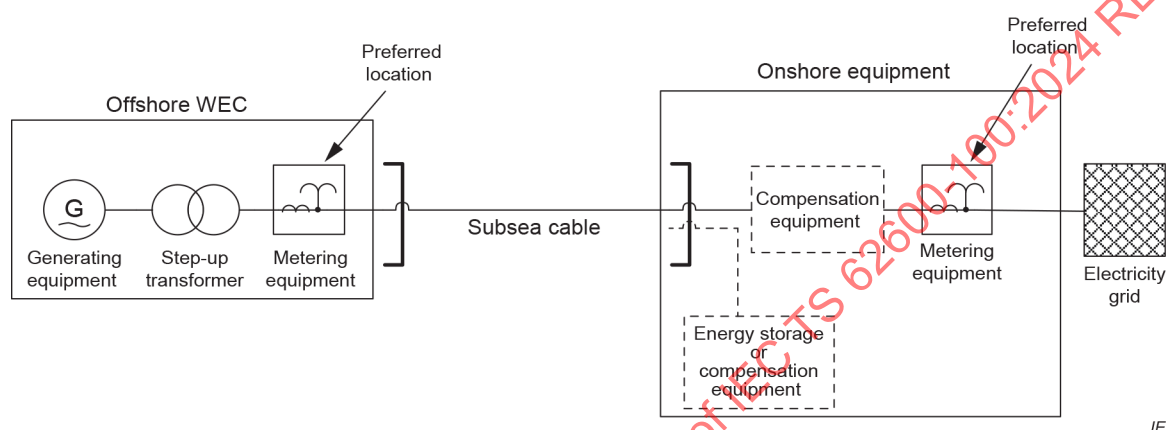 Preferred
location
Offshore WEC
G
Generating
equipment
Step-up
transformer
Metering
equipment
Subsea cable
Onshore equipment
Preferred
location
Compensation
equipment
Metering
equipment
Energy storage
or
compensation
equipment
Electricity
grid
of IEC TS 62600-100:2024